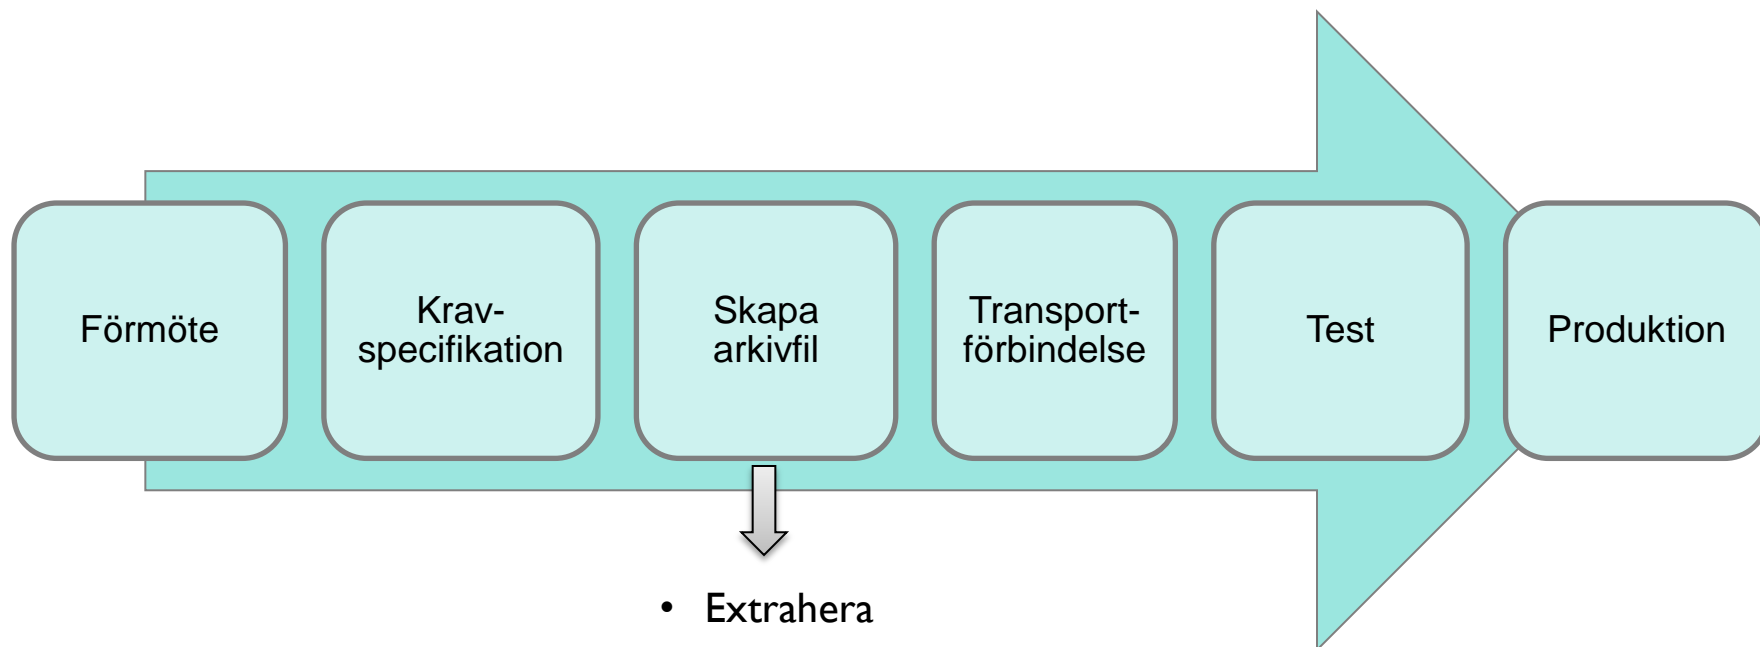 Förmöte
Krav-
specifikation
Skapa
arkivfil
Transport-
förbindelse
Test
Produktion
• Extrahera